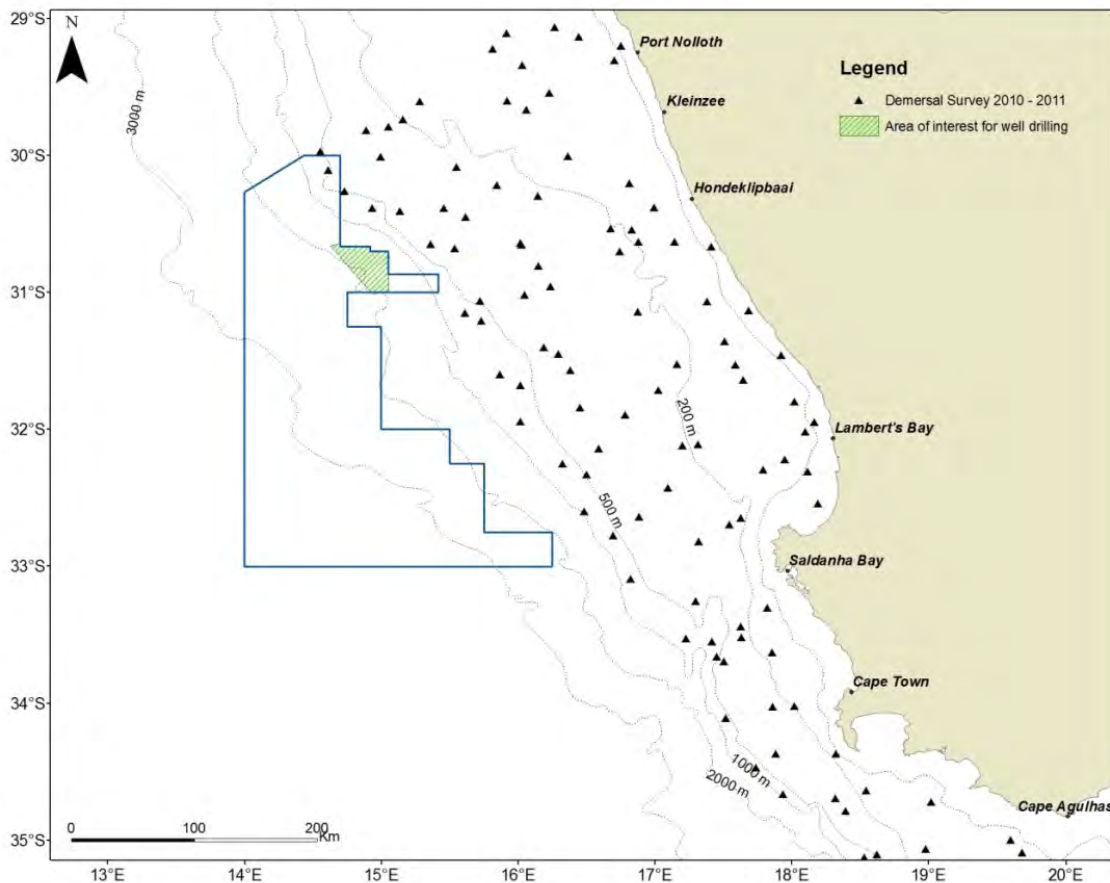 29°S
30°S
31°S
32°S
33°S
34°S
35°S
N
3000 m
Port Nolloth
Kleinzee
Hondeklipbaai
Lambert's Bay
Saldanha Bay
Cape Town
Cape Agulhas
Legend
Demersal Survey 2010 - 2011
Area of interest for well drilling
200 m
500 m
1000 m
2000 m
0 100 200
Km
13°E 14°E 15°E 16°E 17°E 18°E 19°E 20°E